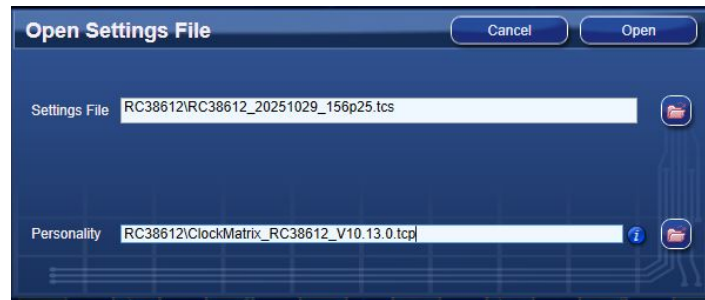 Open Settings File
Cancel
Open
Settings File
RC38612\RC38612_20251029_156p25.tcs
Personality
RC38612\ClockMatrix_RC38612_V10.13.0.tcp
i